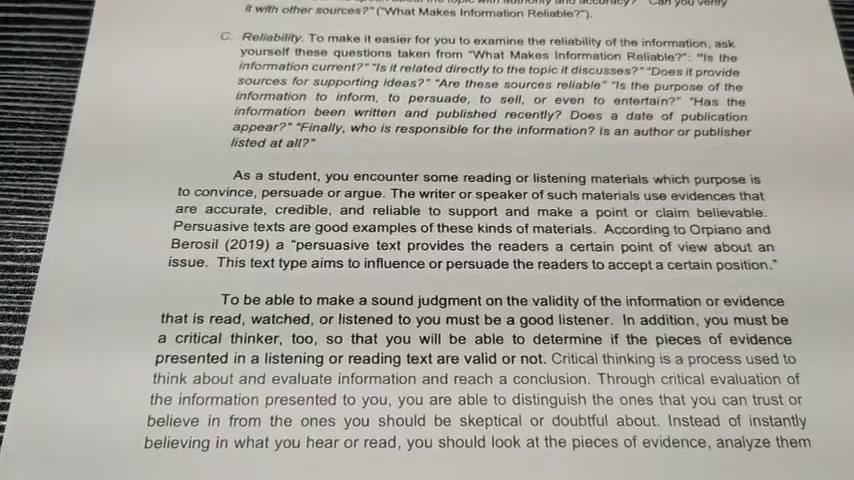 about the topic with authority and accuracy?" "Can you verify
it with other sources?" ("What Makes Information Reliable?").
C. Reliability. To make it easier for you to examine the reliability of the information, ask
yourself these questions taken from "What Makes Information Reliable?": "Is the
information current?" "Is it related directly to the topic it discusses?" "Does it provide
sources for supporting ideas?" "Are these sources reliable" "Is the purpose of the
information to inform, to persuade, to sell, or even to entertain?" "Has the
information been written and published recently? Does a date of publication
appear?" "Finally, who is responsible for the information? Is an author or publisher
listed at all?"
As a student, you encounter some reading or listening materials which purpose is
to convince, persuade or argue. The writer or speaker of such materials use evidences that
are accurate, credible, and reliable to support and make a point or claim believable.
Persuasive texts are good examples of these kinds of materials. According to Orpiano and
Berosil (2019) a "persuasive text provides the readers a certain point of view about an
issue. This text type aims to influence or persuade the readers to accept a certain position."
To be able to make a sound judgment on the validity of the information or evidence
that is read, watched, or listened to you must be a good listener. In addition, you must be
a critical thinker, too, so that you will be able to determine if the pieces of evidence
presented in a listening or reading text are valid or not. Critical thinking is a process used to
think about and evaluate information and reach a conclusion. Through critical evaluation of
the information presented to you, you are able to distinguish the ones that you can trust or
believe in from the ones you should be skeptical or doubtful about. Instead of instantly
believing in what you hear or read, you should look at the pieces of evidence, analyze them